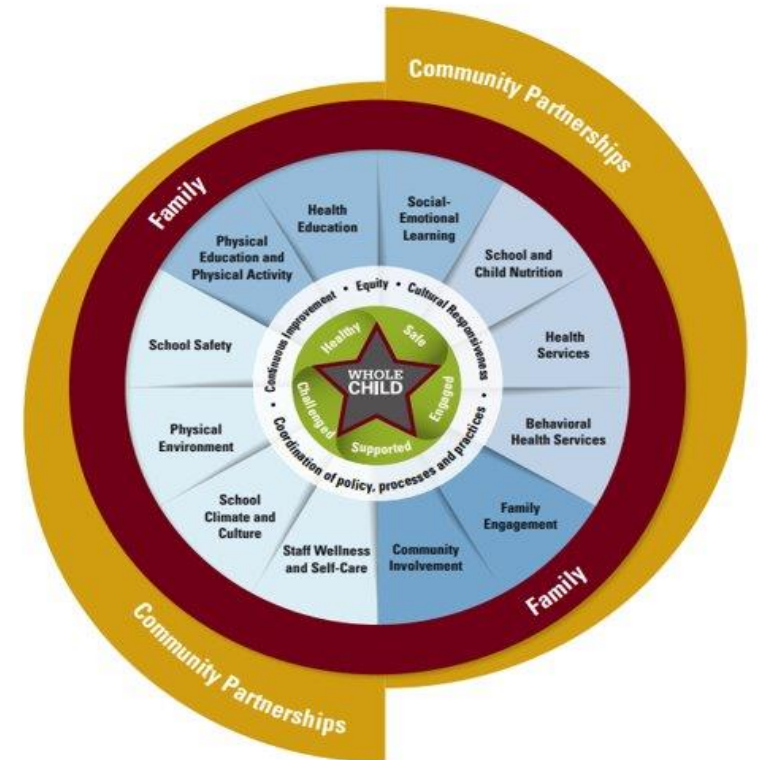 Community Partnerships
Family
Health
Education
Social-
Emotional
Learning
Physical
Education and
Physical Activity
School and
Child Nutrition
School Safety
Health
Services
Physical
Environment
Behavioral
Health Services
School
Climate and
Culture
Family
Engagement
Staff Wellness
and Self-Care
Community
Involvement
• Continuous Improvement • Equity • Cultural Responsiveness
• Coordination of policy, processes and practices •
Healthy
Safe
Engaged
Supported
Challenged
WHOLE
CHILD
Family
Community Partnerships